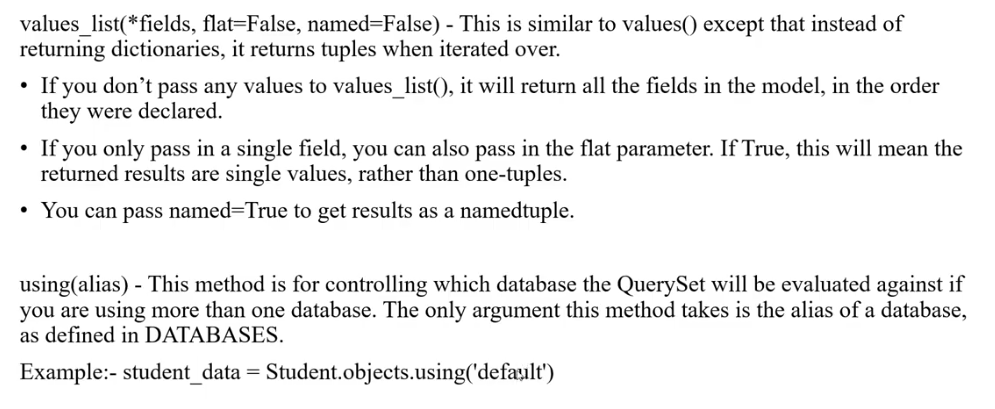 values_list(*fields, flat=False, named=False) - This is similar to values() except that instead of
returning dictionaries, it returns tuples when iterated over.
• If you don’t pass any values to values_list(), it will return all the fields in the model, in the order
they were declared.
• If you only pass in a single field, you can also pass in the flat parameter. If True, this will mean the
returned results are single values, rather than one-tuples.
• You can pass named=True to get results as a namedtuple.
using(alias) - This method is for controlling which database the QuerySet will be evaluated against if
you are using more than one database. The only argument this method takes is the alias of a database,
as defined in DATABASES.
Example:- student_data = Student.objects.using('default')